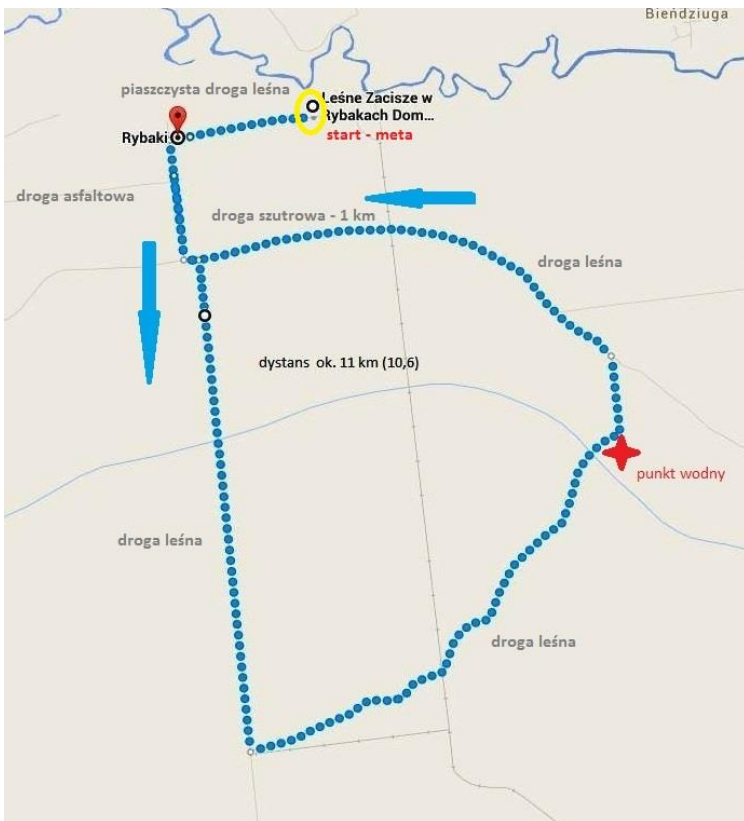 Bieńdziuga
piaszczysta droga leśna
Leśne Zacisze w
Rybakach Dom...
start - meta
Rybaki
droga asfaltowa
droga szutrowa - 1 km
droga leśna
dystans ok. 11 km (10,6)
punkt wodny
droga leśna
droga leśna